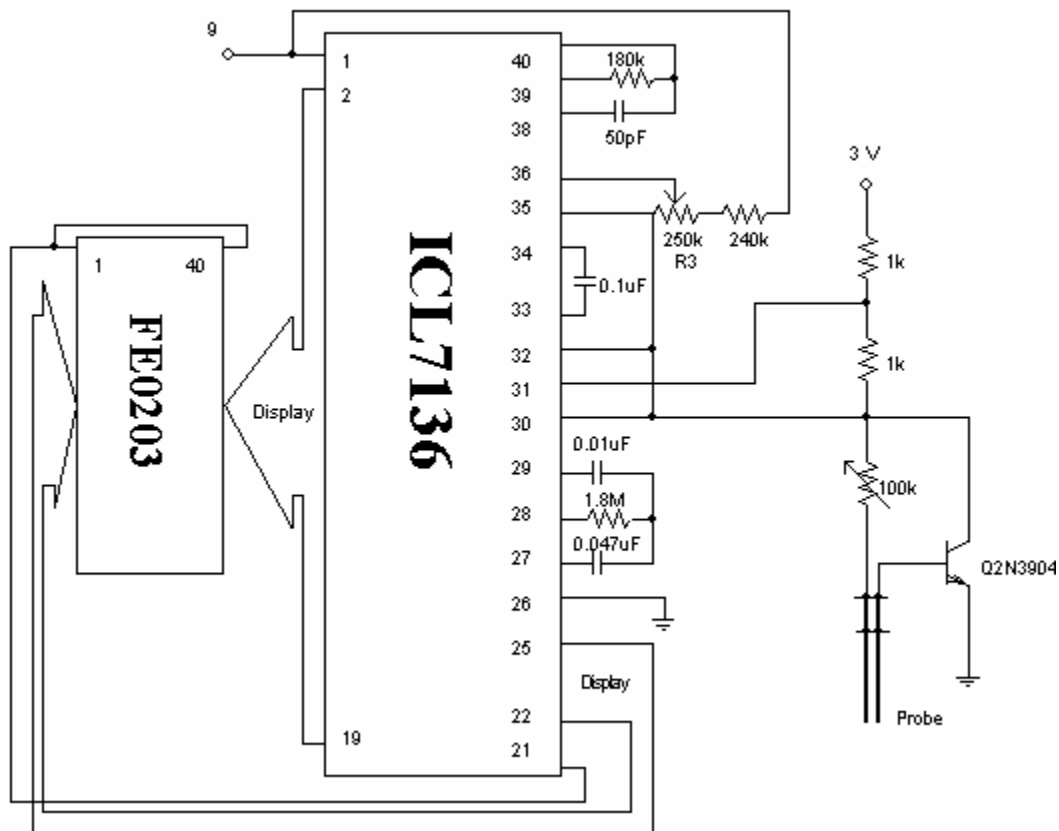 9
1
2
19
ICL7136
40
39
38
36
35
34
33
32
31
30
29
28
27
26
25
22
21
180k
50pF
250k
R3
240k
0.1uF
3 V
1k
1k
100k
0.01uF
1.8M
0.047uF
Q2N3904
Probe
Display
1
40
FE0203
Display